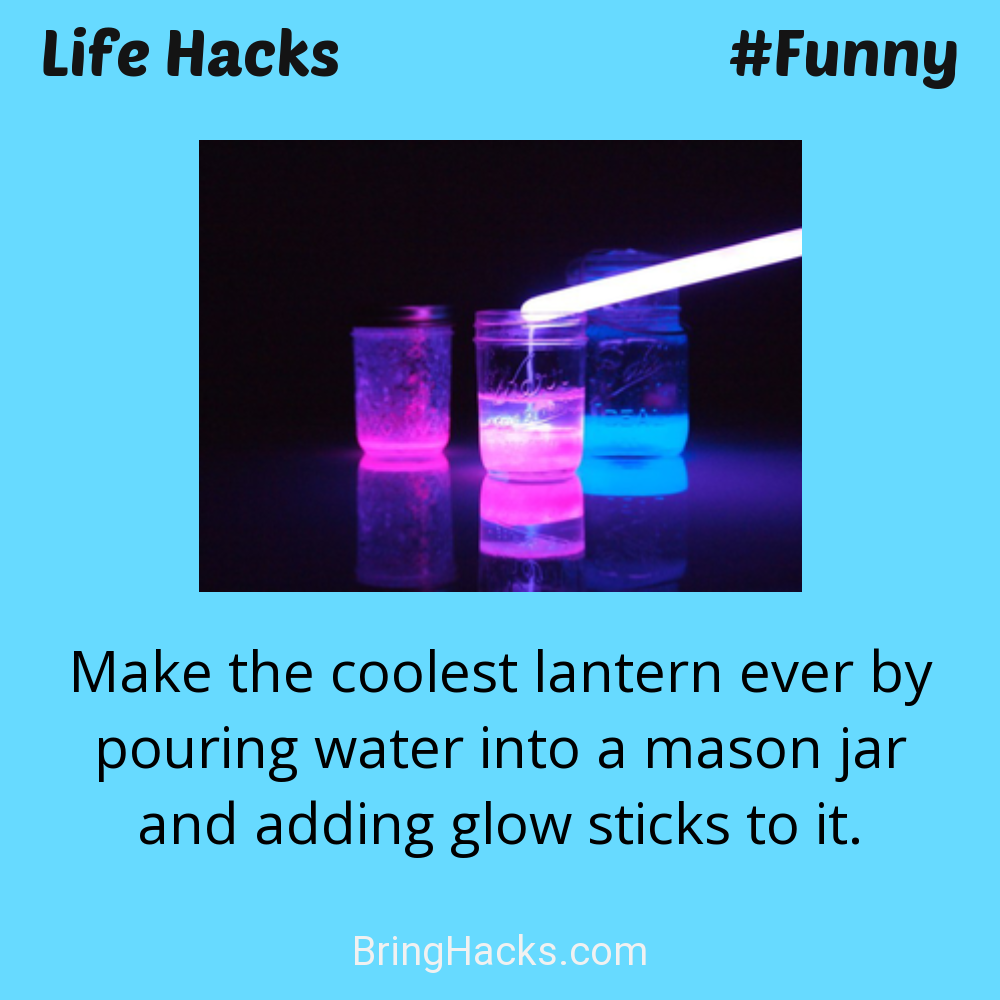 Life Hacks
#Funny
Make the coolest lantern ever by
pouring water into a mason jar
and adding glow sticks to it.
BringHacks.com